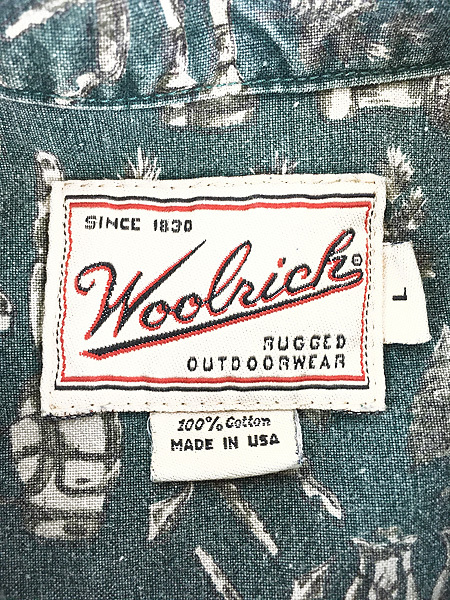 SINCE 1830
Woolrich®
RUGGED
OUTDOORWEAR
L
100% Cotton
MADE IN USA